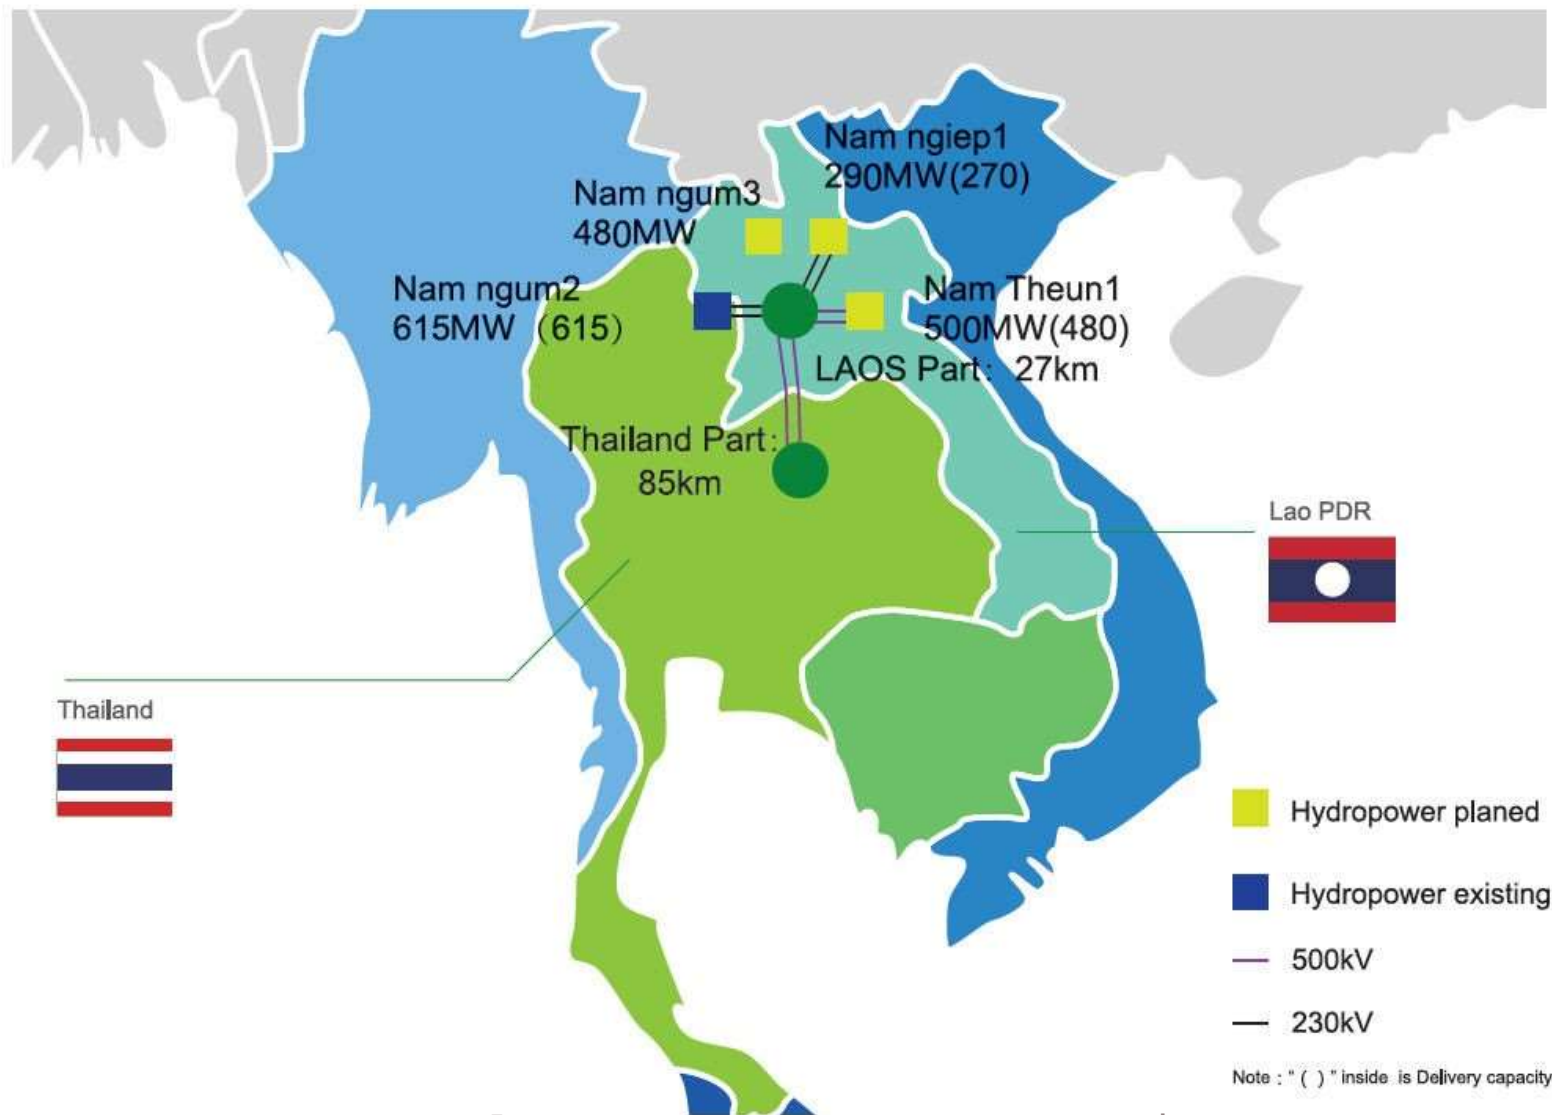 Nam ngiep1
290MW(270)
Nam ngum3
480MW
Nam ngum2
615MW (615)
Nam Theun1
500MW(480)
LAOS Part: 27km
Thailand Part:
85km
Lao PDR
Thailand
Hydropower planed
Hydropower existing
500kV
230kV
Note : " ( ) " inside is Delivery capacity